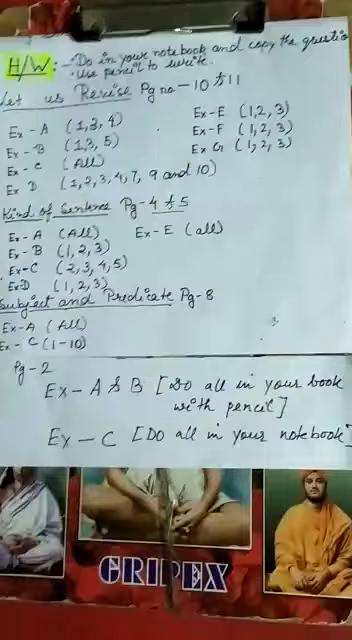 H/W :- Do in your notebook and copy the questio
• Use pencil to write.
Let us Revise Pg no - 10 to 11
Ex - A (1,3,4)
Ex - B (1,3,5)
Ex - C (All)
Ex D (1,2,3,4,7, 9 and 10)
Ex - E (1,2,3)
Ex - F (1,2,3)
Ex G (1,2,3)
Kind of Sentence Pg - 4 to 5
Ex - A (All)
Ex - B (1,2,3)
Ex - C (2,3,4,5)
Ex D (1,2,3)
Ex - E (all)
Subject and Predicate Pg - 8
Ex - A (All)
Ex - C (1-10)
Pg - 2
Ex - A & B [Do all in your book
with pencil]
Ex - C [Do all in your notebook]
GRIPEX